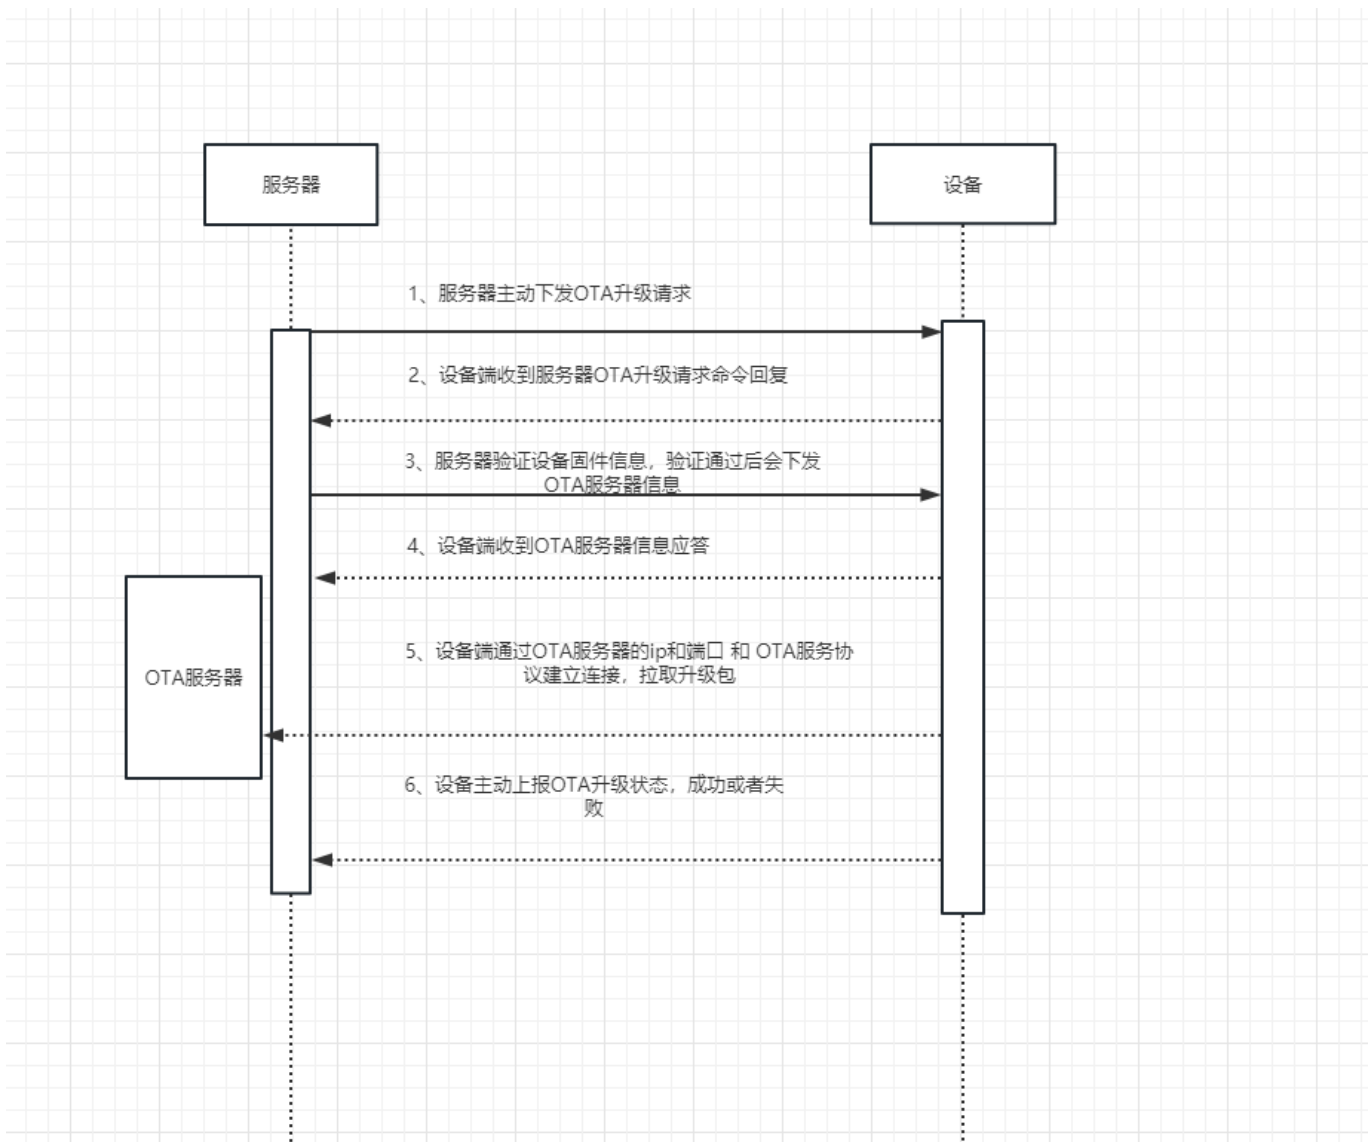 服务器
设备
1、服务器主动下发OTA升级请求
2、设备端收到服务器OTA升级请求命令回复
3、服务器验证设备固件信息，验证通过后会下发
OTA服务器信息
4、设备端收到OTA服务器信息应答
OTA服务器
5、设备端通过OTA服务器的ip和端口 和 OTA服务协
议建立连接，拉取升级包
6、设备主动上报OTA升级状态，成功或者失
败